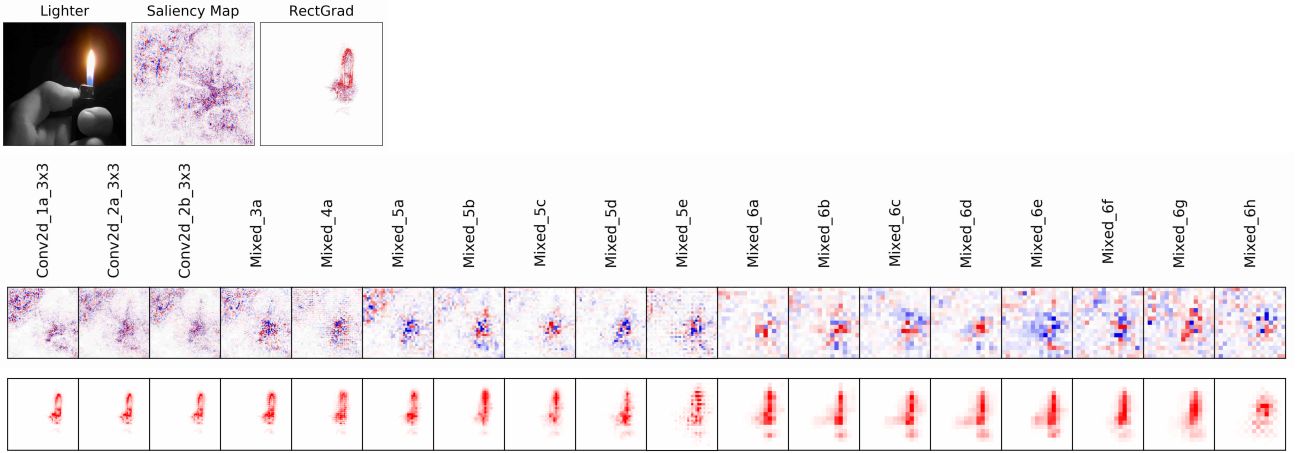 Lighter
Saliency Map
RectGrad
Conv2d_1a_3x3
Conv2d_2a_3x3
Conv2d_2b_3x3
Mixed_3a
Mixed_4a
Mixed_5a
Mixed_5b
Mixed_5c
Mixed_5d
Mixed_5e
Mixed_6a
Mixed_6b
Mixed_6c
Mixed_6d
Mixed_6e
Mixed_6f
Mixed_6g
Mixed_6h